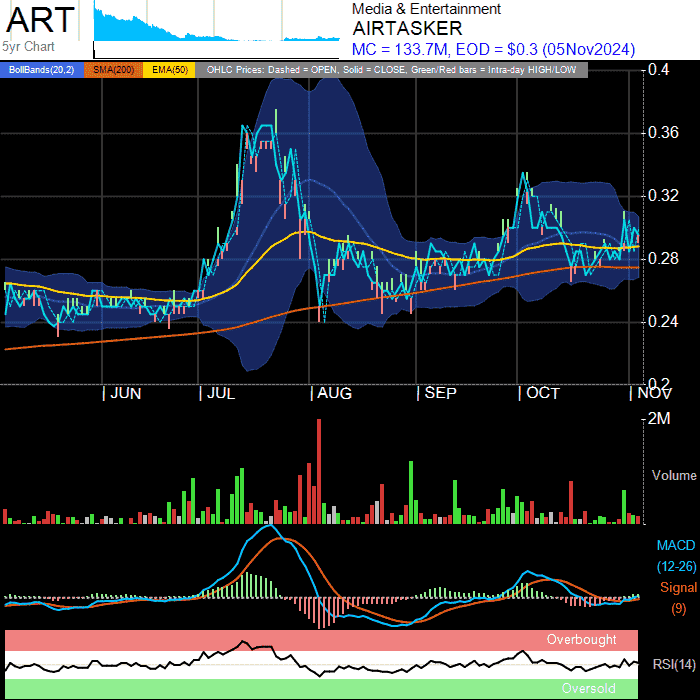 ART
5yr Chart
Media & Entertainment
AIRTASKER
MC = 133.7M, EOD = $0.3 (05Nov2024)
BollBands(20,2) SMA(200) EMA(50) OHLC Prices: Dashed = OPEN, Solid = CLOSE, Green/Red bars = Intra-day HIGH/LOW
0.4
0.36
0.32
0.28
0.24
0.2
JUN JUL AUG SEP OCT NOV
2M
Volume
MACD
(12-26)
Signal
(9)
Overbought
RSI(14)
Oversold